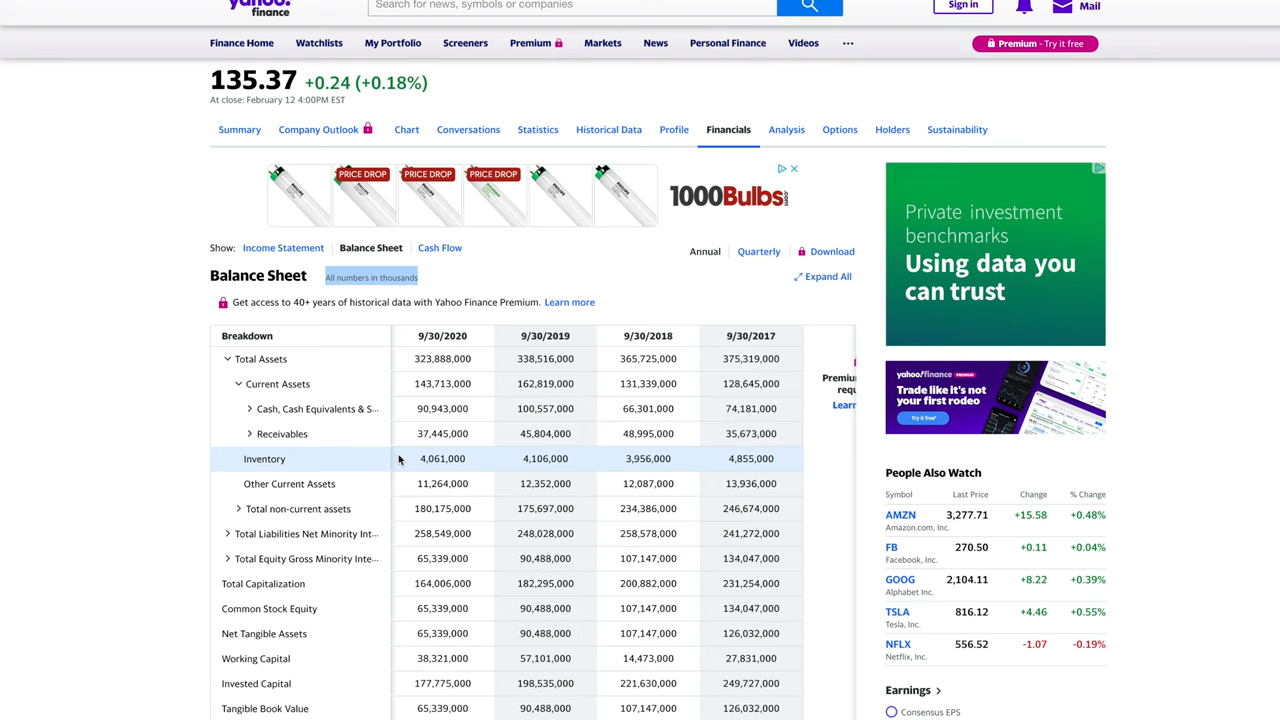 yahoo!
finance
Search for news, symbols or companies
Sign in
Mail
Finance Home Watchlists My Portfolio Screeners Premium Markets News Personal Finance Videos ••• Premium - Try it free
135.37 +0.24 (+0.18%)
At close: February 12 4:00PM EST
Summary Company Outlook Chart Conversations Statistics Historical Data Profile Financials Analysis Options Holders Sustainability
PRICE DROP PRICE DROP PRICE DROP
1000Bulbs.com
Show: Income Statement Balance Sheet Cash Flow
Annual Quarterly Download
Balance Sheet All numbers in thousands
Expand All
Get access to 40+ years of historical data with Yahoo Finance Premium. Learn more
Breakdown 9/30/2020 9/30/2019 9/30/2018 9/30/2017
Total Assets 323,888,000 338,516,000 365,725,000 375,319,000
Current Assets 143,713,000 162,819,000 131,339,000 128,645,000
Cash, Cash Equivalents & S... 90,943,000 100,557,000 66,301,000 74,181,000
Receivables 37,445,000 45,804,000 48,995,000 35,673,000
Inventory 4,061,000 4,106,000 3,956,000 4,855,000
Other Current Assets 11,264,000 12,352,000 12,087,000 13,936,000
Total non-current assets 180,175,000 175,697,000 234,386,000 246,674,000
Total Liabilities Net Minority Int... 258,549,000 248,028,000 258,578,000 241,272,000
Total Equity Gross Minority Inte... 65,339,000 90,488,000 107,147,000 134,047,000
Total Capitalization 164,006,000 182,295,000 200,882,000 231,254,000
Common Stock Equity 65,339,000 90,488,000 107,147,000 134,047,000
Net Tangible Assets 65,339,000 90,488,000 107,147,000 126,032,000
Working Capital 38,321,000 57,101,000 14,473,000 27,831,000
Invested Capital 177,775,000 198,535,000 221,630,000 249,727,000
Tangible Book Value 65,339,000 90,488,000 107,147,000 126,032,000
Premium
requ
Learn
Private investment
benchmarks
Using data you
can trust
yahoo!finance PREMIUM
Trade like it's not
your first rodeo
Try it free*
People Also Watch
Symbol Last Price Change % Change
AMZN 3,277.71 +15.58 +0.48%
Amazon.com, Inc.
FB 270.50 +0.11 +0.04%
Facebook, Inc.
GOOG 2,104.11 +8.22 +0.39%
Alphabet Inc.
TSLA 816.12 +4.46 +0.55%
Tesla, Inc.
NFLX 556.52 -1.07 -0.19%
Netflix, Inc.
Earnings
Consensus EPS